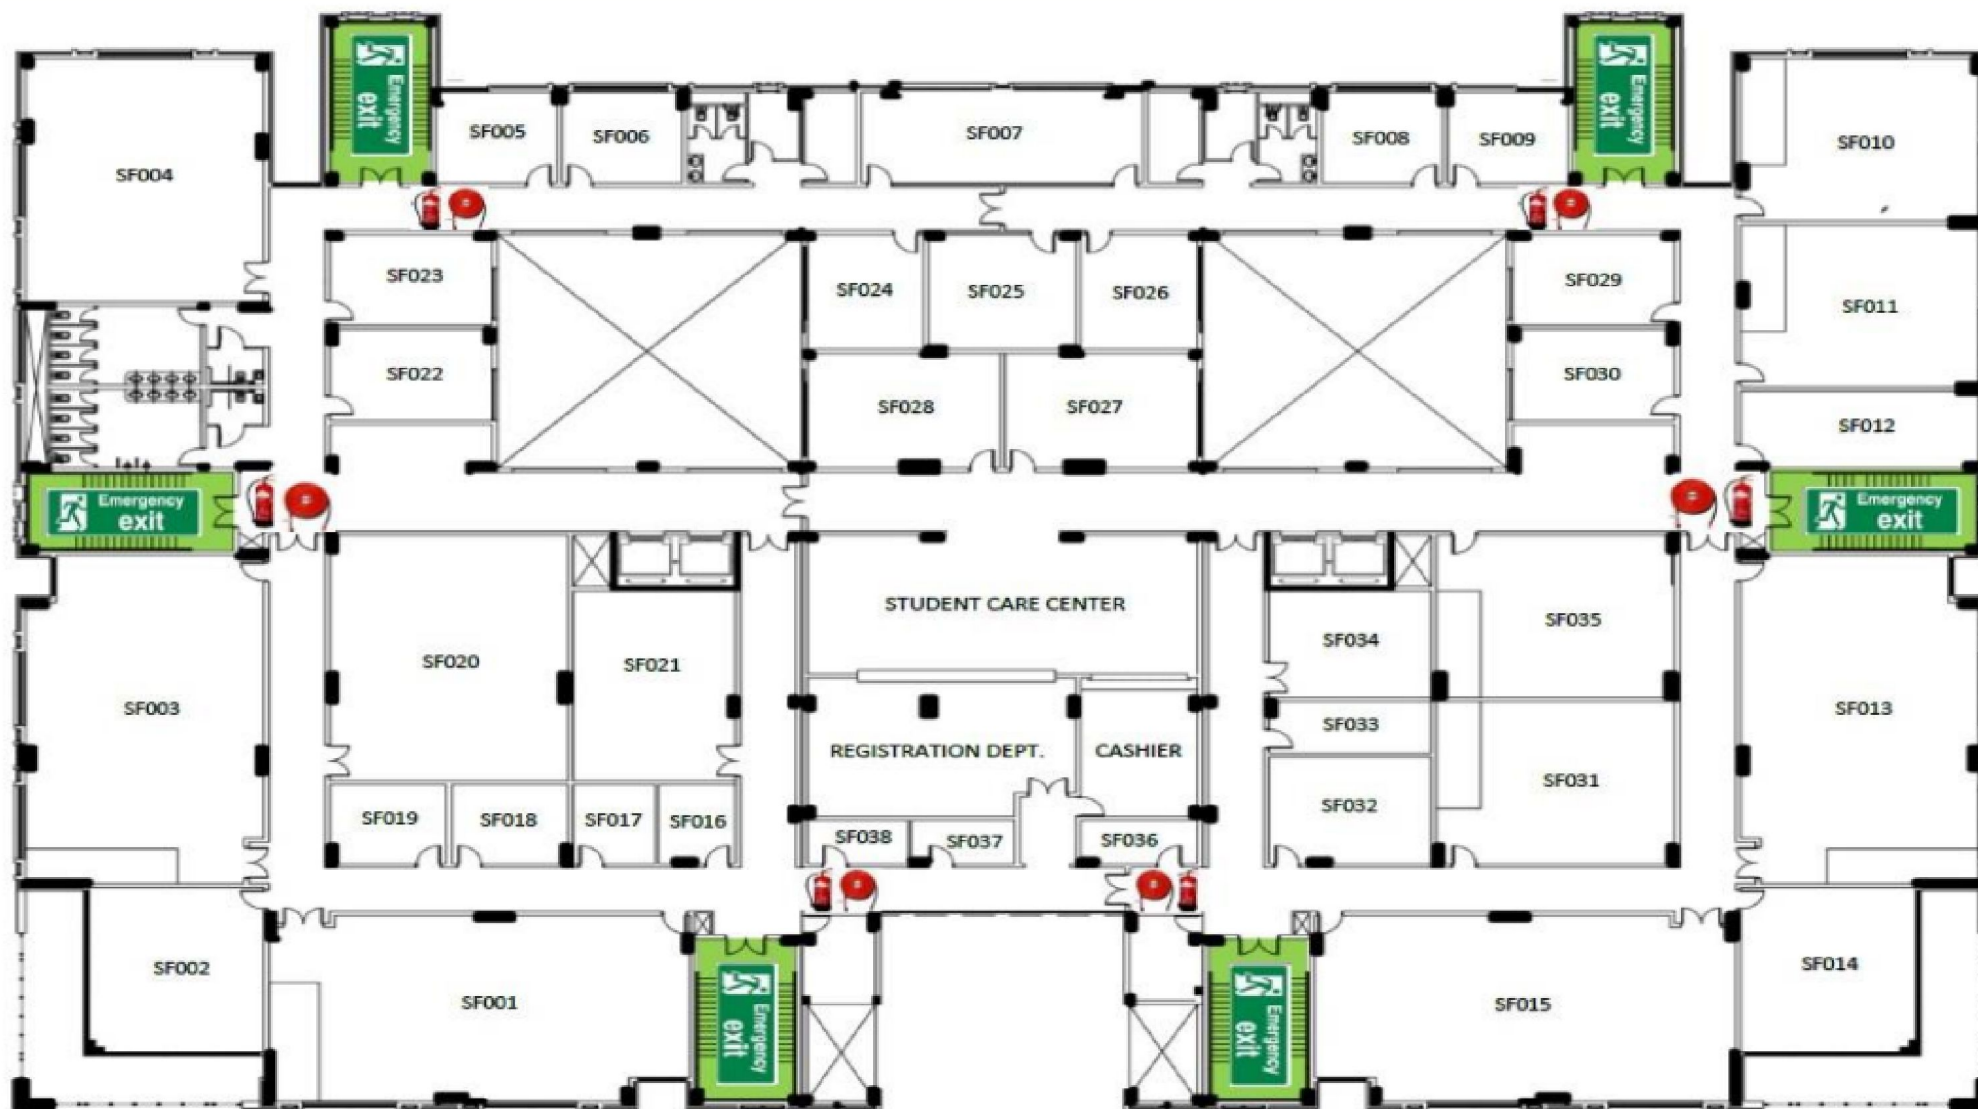 Emergency
exit
Emergency
exit
SF005
SF006
SF007
SF008
SF009
SF010
SF004
SF023
SF024
SF025
SF026
SF029
SF011
SF022
SF028
SF027
SF030
SF012
Emergency
exit
Emergency
exit
STUDENT CARE CENTER
SF020
SF021
SF034
SF035
SF003
SF033
SF013
REGISTRATION DEPT.
CASHIER
SF031
SF032
SF019
SF018
SF017
SF016
SF038
SF037
SF036
SF002
SF001
Emergency
exit
Emergency
exit
SF015
SF014